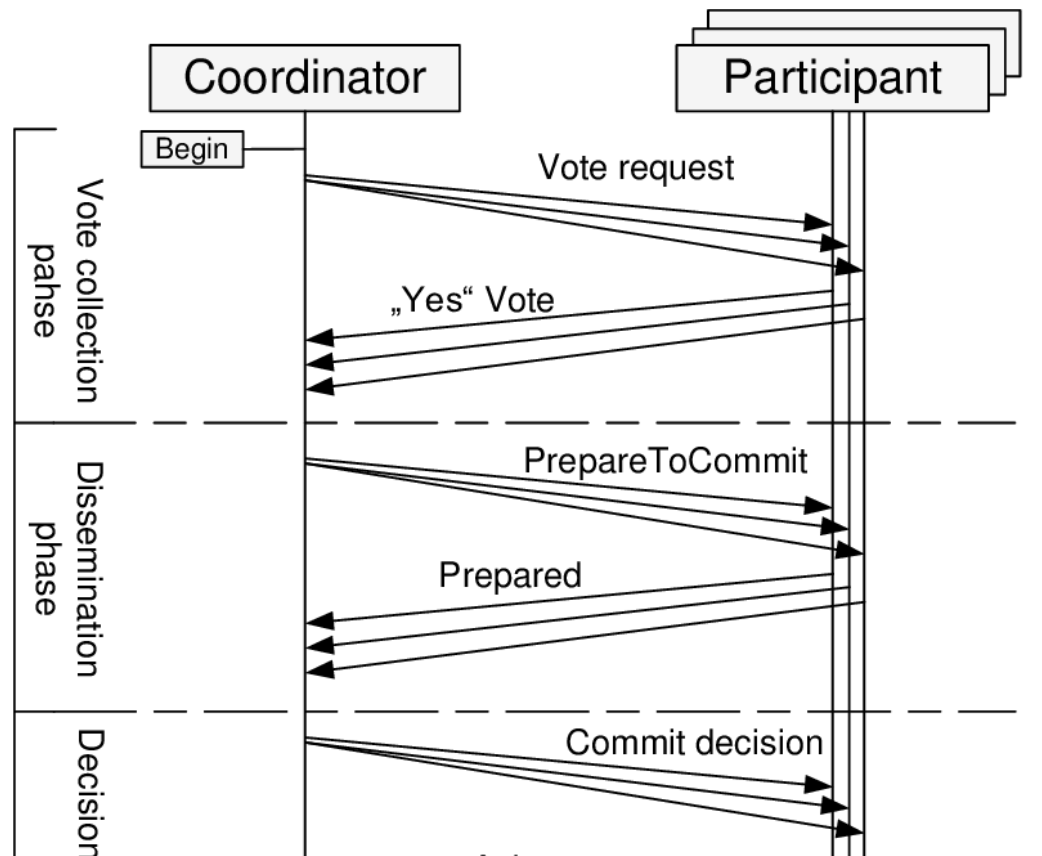 Coordinator
Participant
Begin
Vote collection
pahse
Vote request
„Yes“ Vote
Dissemination
phase
PrepareToCommit
Prepared
Decision
Commit decision